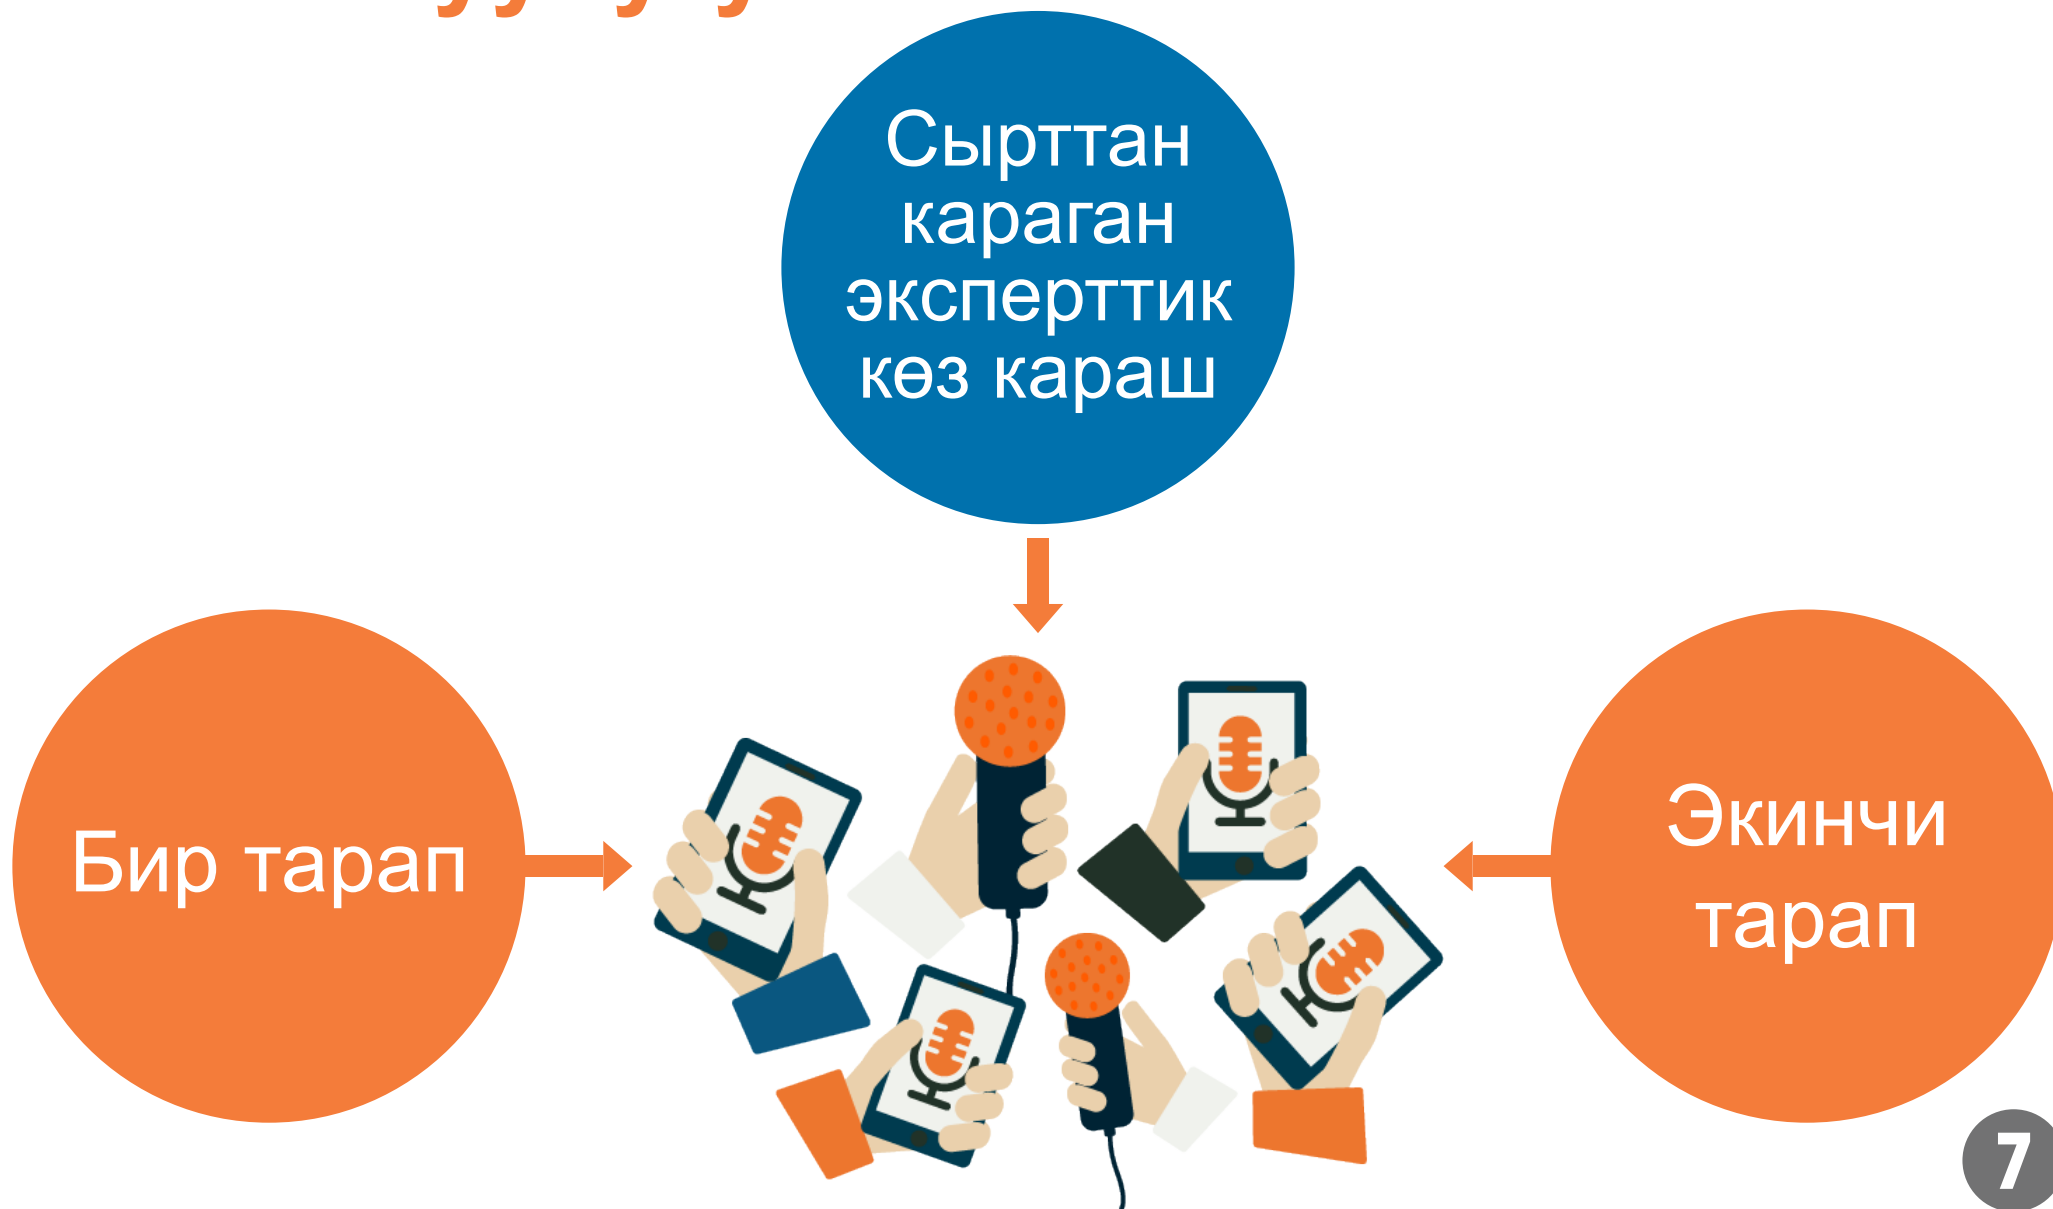 Сырттан
караган
эксперттик
көз караш
Бир тарап
Экинчи
тарап
7